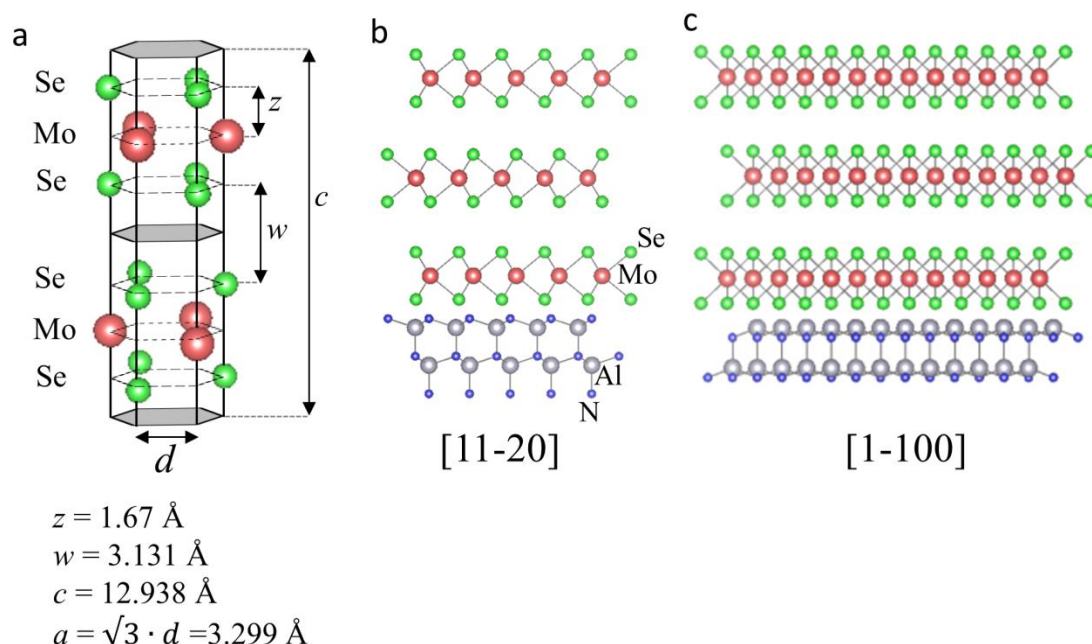 a
Se
Mo
Se
Se
Mo
Se
z
w
c
d
z = 1.67 Å
w = 3.131 Å
c = 12.938 Å
a = √3 · d =3.299 Å
b
Se
Mo
Al
N
[11-20]
c
[1-100]